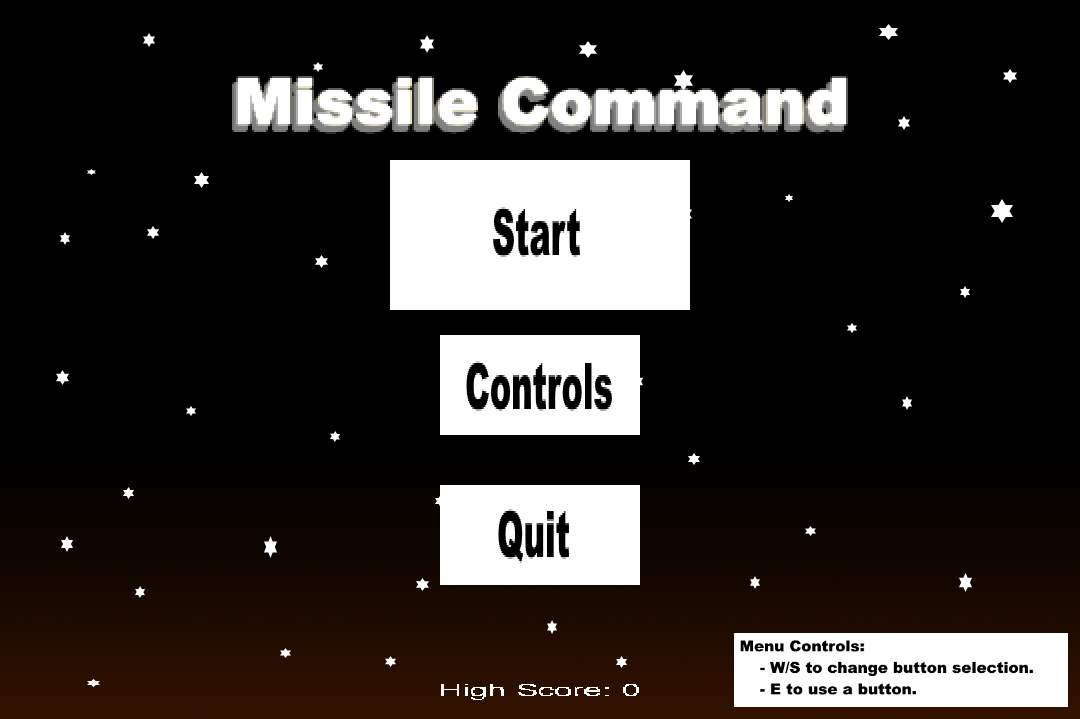 Missile Command
Start
Controls
Quit
High Score: 0
Menu Controls:
- W/S to change button selection.
- E to use a button.